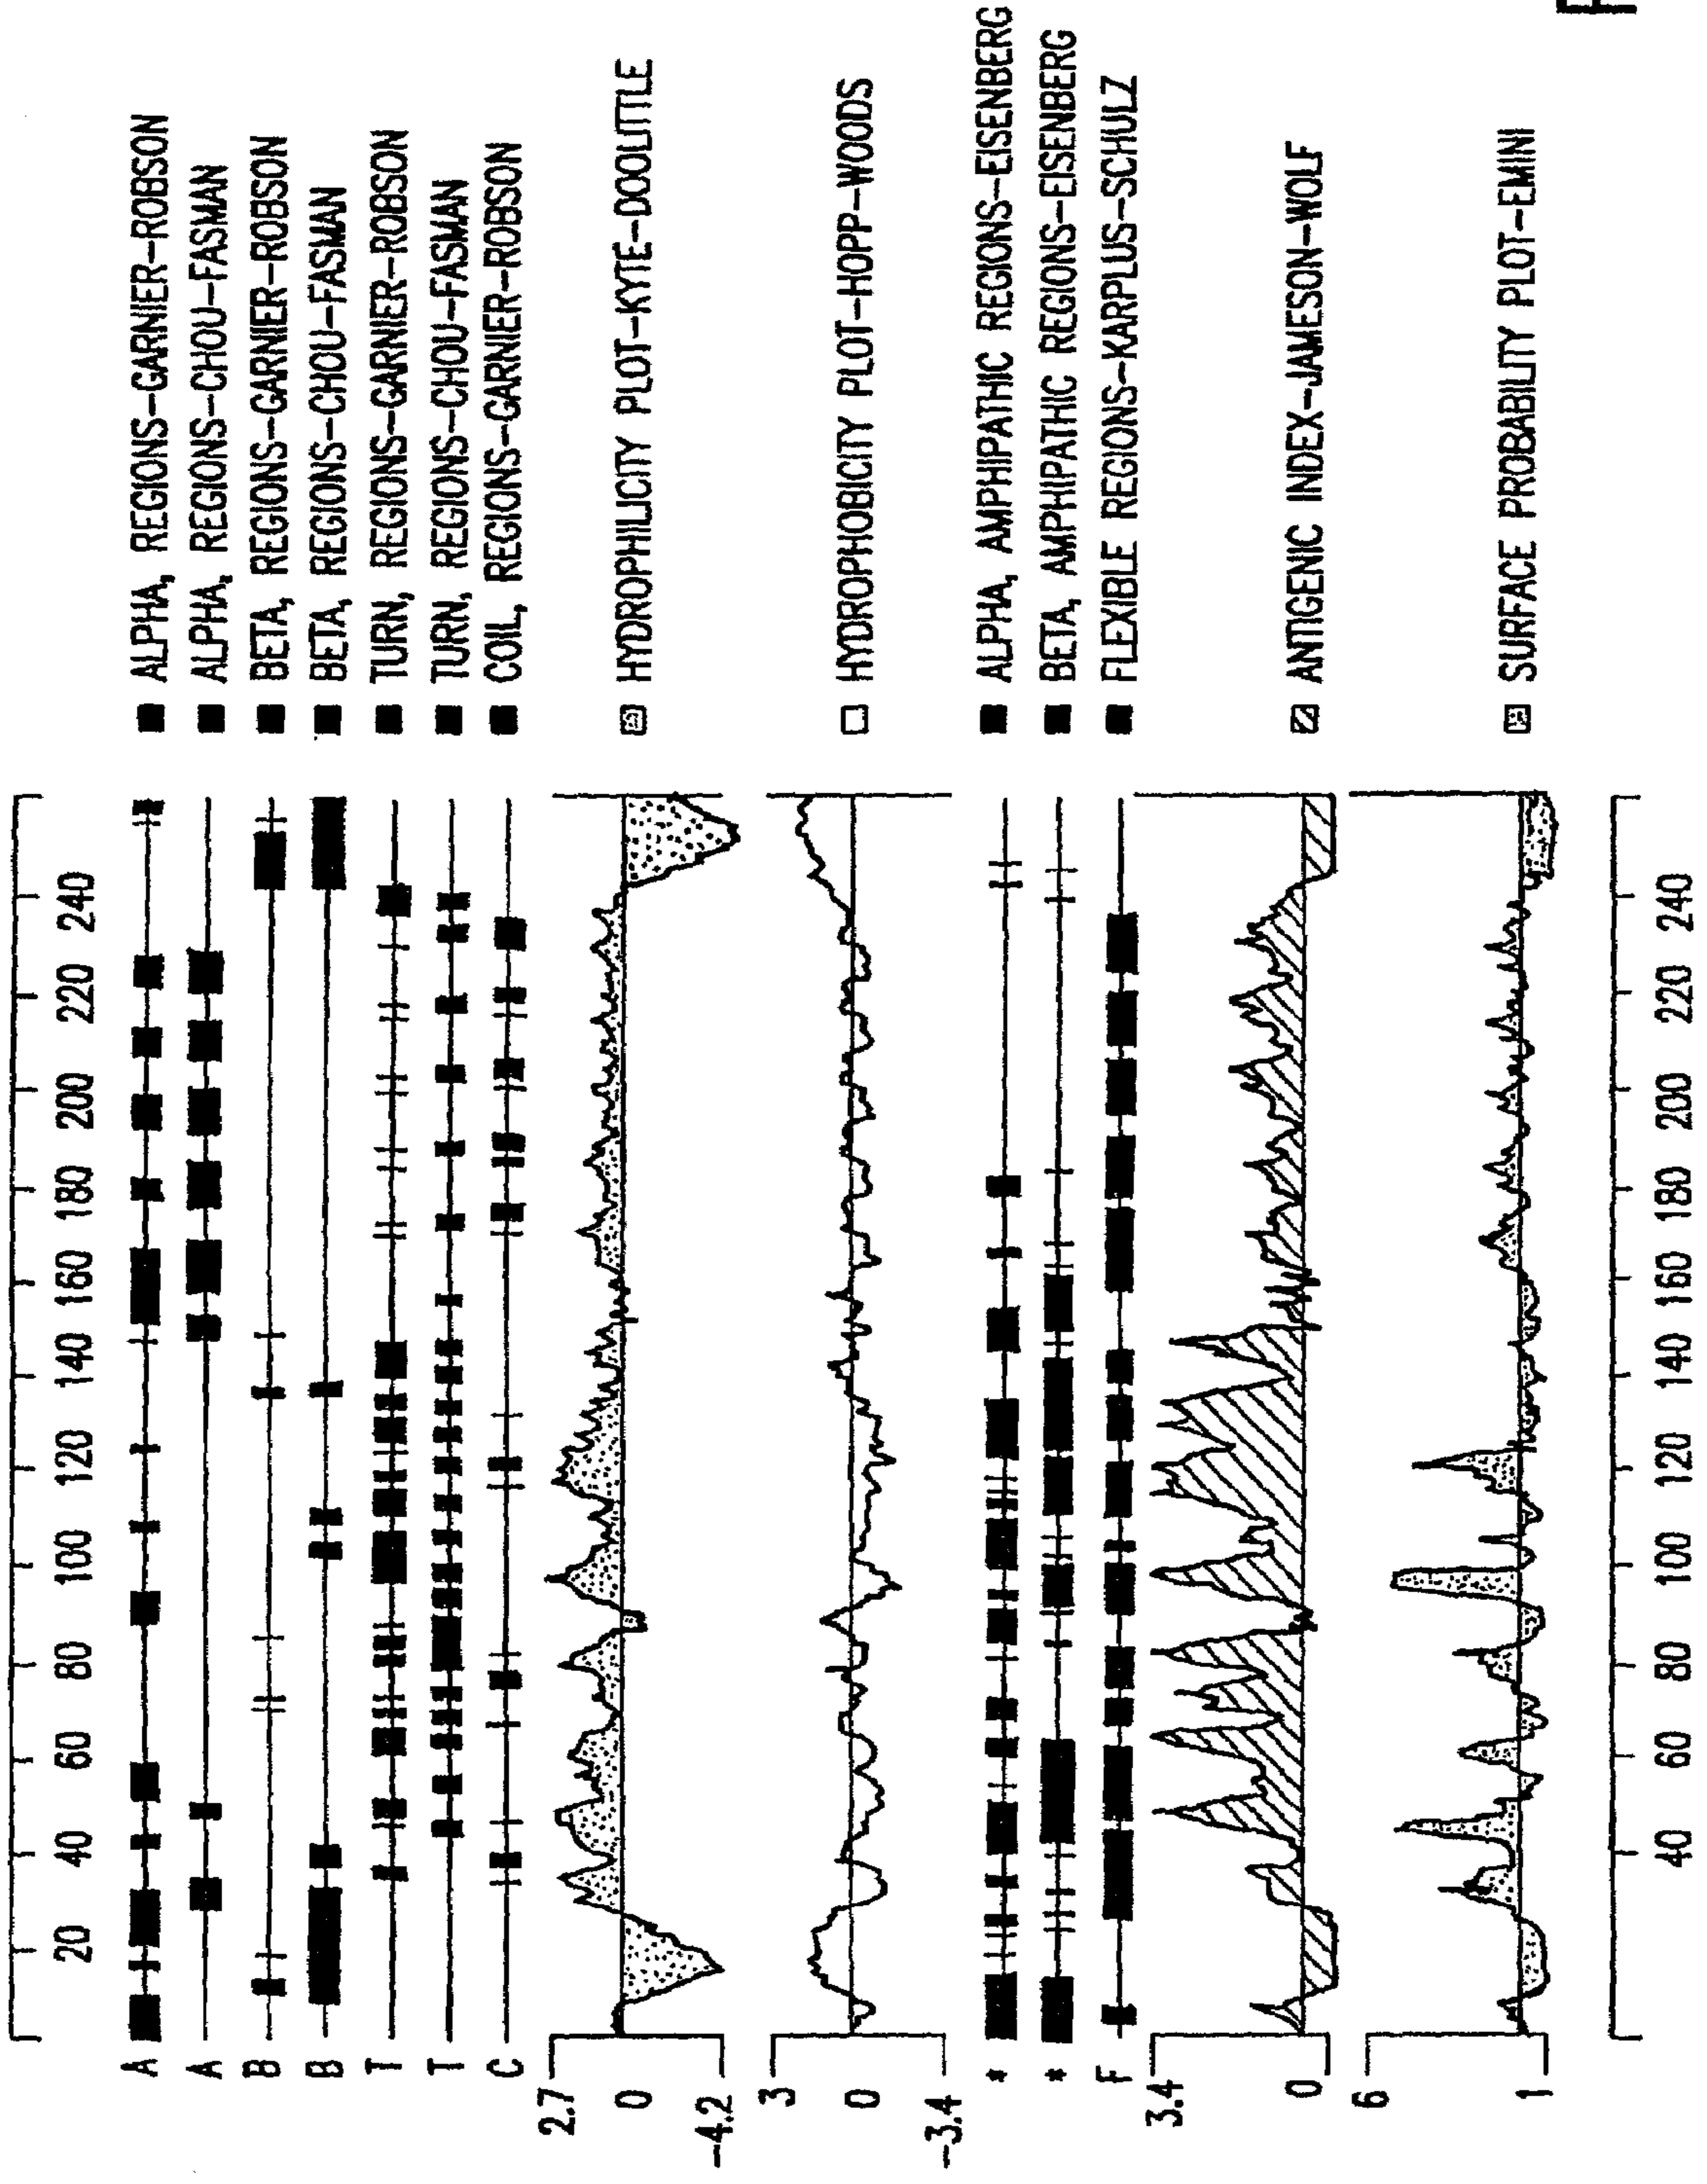 20 40 60 80 100 120 140 160 180 200 220 240
A ALPHA, REGIONS-GARNIER-ROBSON
A ALPHA, REGIONS-CHOU-FASMAN
B BETA, REGIONS-GARNIER-ROBSON
B BETA, REGIONS-CHOU-FASMAN
T TURN, REGIONS-GARNIER-ROBSON
T TURN, REGIONS-CHOU-FASMAN
C COIL, REGIONS-GARNIER-ROBSON
2.7
0 HYDROPHILICITY PLOT-KYTE-DOOLITTLE
-4.2
3
0 HYDROPHOBICITY PLOT-HOPP-WOODS
-3.4
* ALPHA, AMPHIPATHIC REGIONS-EISENBERG
* BETA, AMPHIPATHIC REGIONS-EISENBERG
F FLEXIBLE REGIONS-KARPLUS-SCHULZ
3.4
0 ANTIGENIC INDEX-JAMESON-WOLF
6
1 SURFACE PROBABILITY PLOT-EMINI
40 60 80 100 120 140 160 180 200 220 240